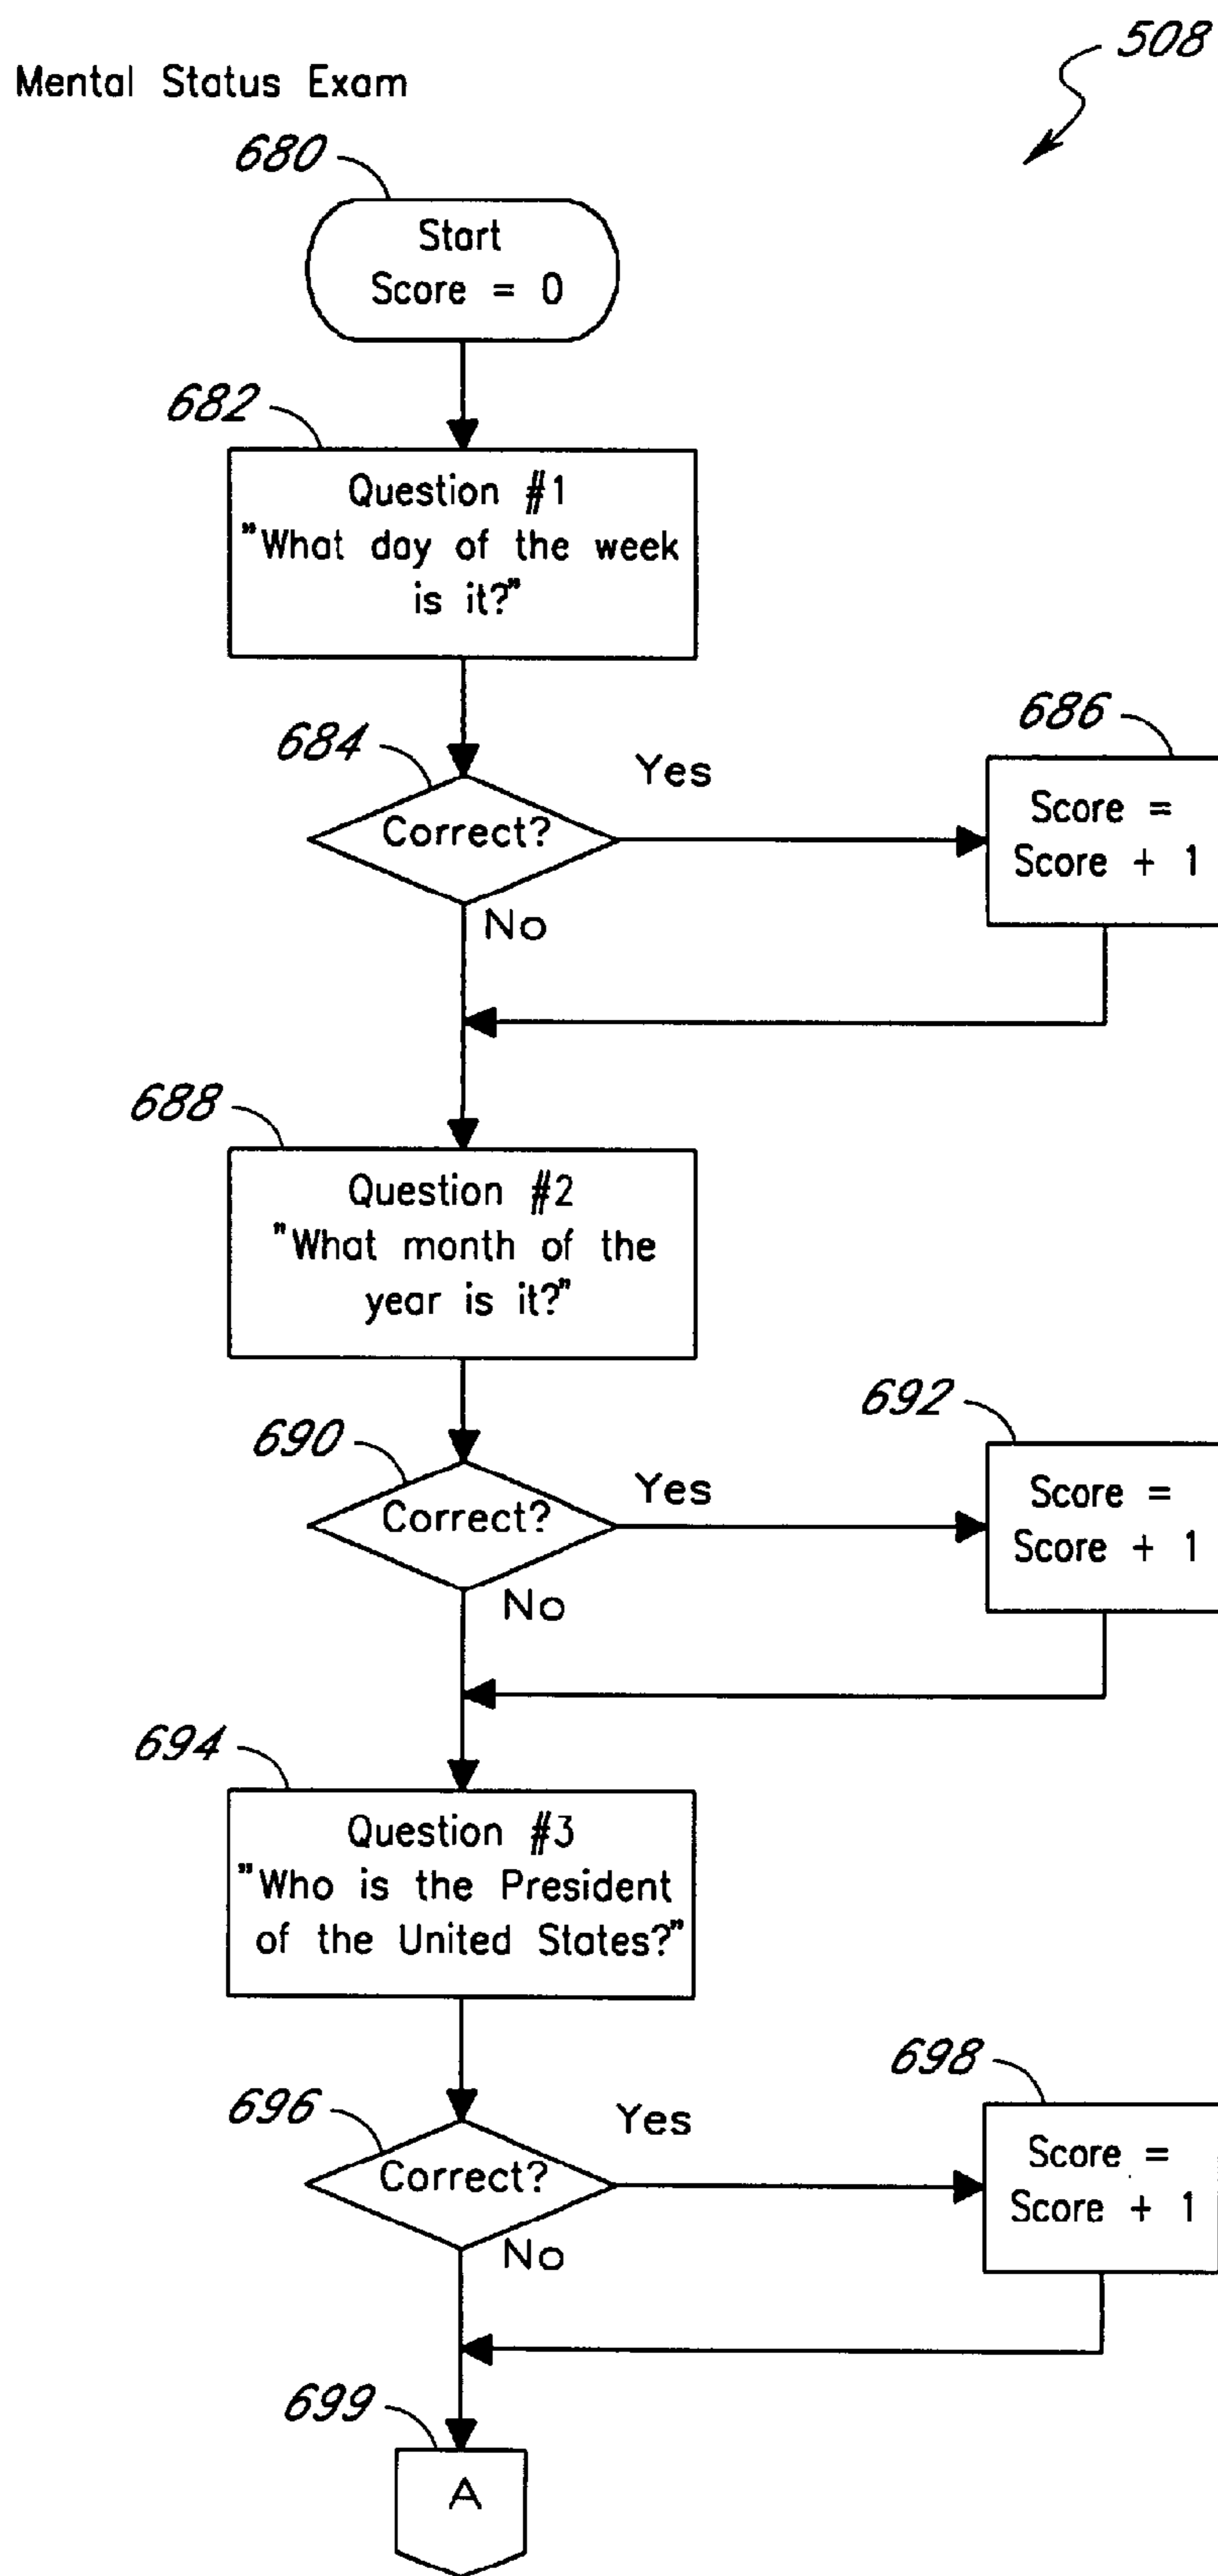 508
Mental Status Exam
680
Start
Score = 0
682
Question #1
"What day of the week
is it?"
684
Correct?
Yes
No
686
Score =
Score + 1
688
Question #2
"What month of the
year is it?"
690
Correct?
Yes
No
692
Score =
Score + 1
694
Question #3
"Who is the President
of the United States?"
696
Correct?
Yes
No
698
Score =
Score + 1
699
A